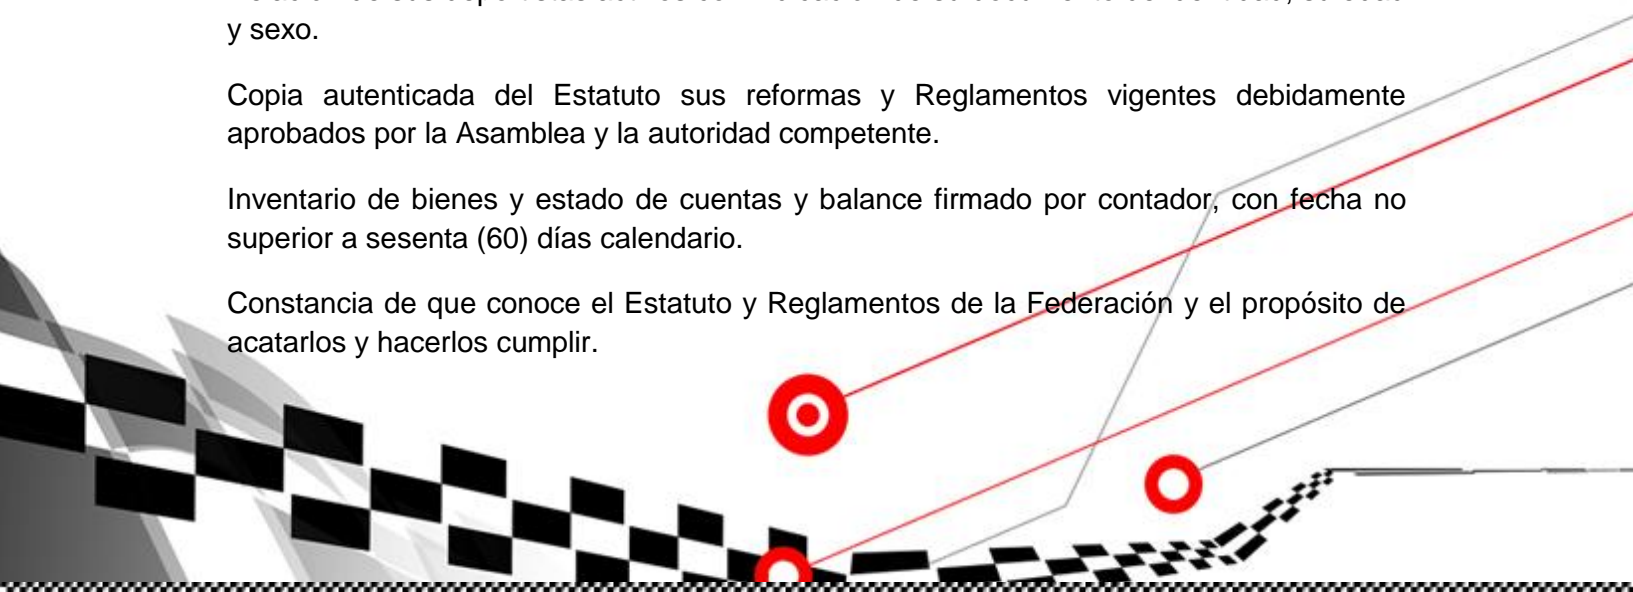 y sexo.
Copia autenticada del Estatuto sus reformas y Reglamentos vigentes debidamente
aprobados por la Asamblea y la autoridad competente.
Inventario de bienes y estado de cuentas y balance firmado por contador, con fecha no
superior a sesenta (60) días calendario.
Constancia de que conoce el Estatuto y Reglamentos de la Federación y el propósito de
acatarlos y hacerlos cumplir.